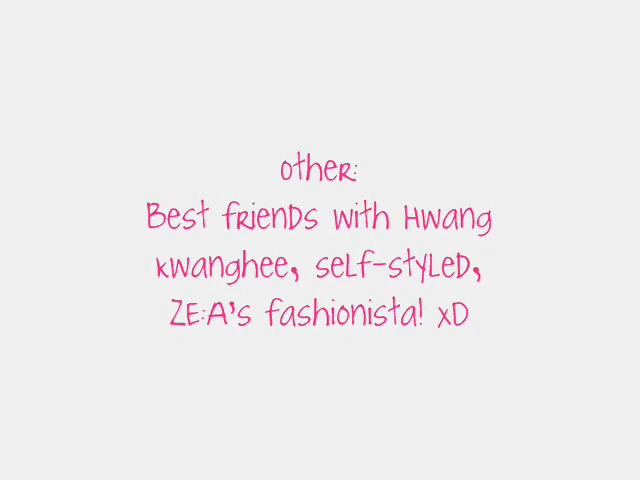 other:
Best friends with Hwang
kwanghee, self-styled,
ZE:A's fashionista! xD